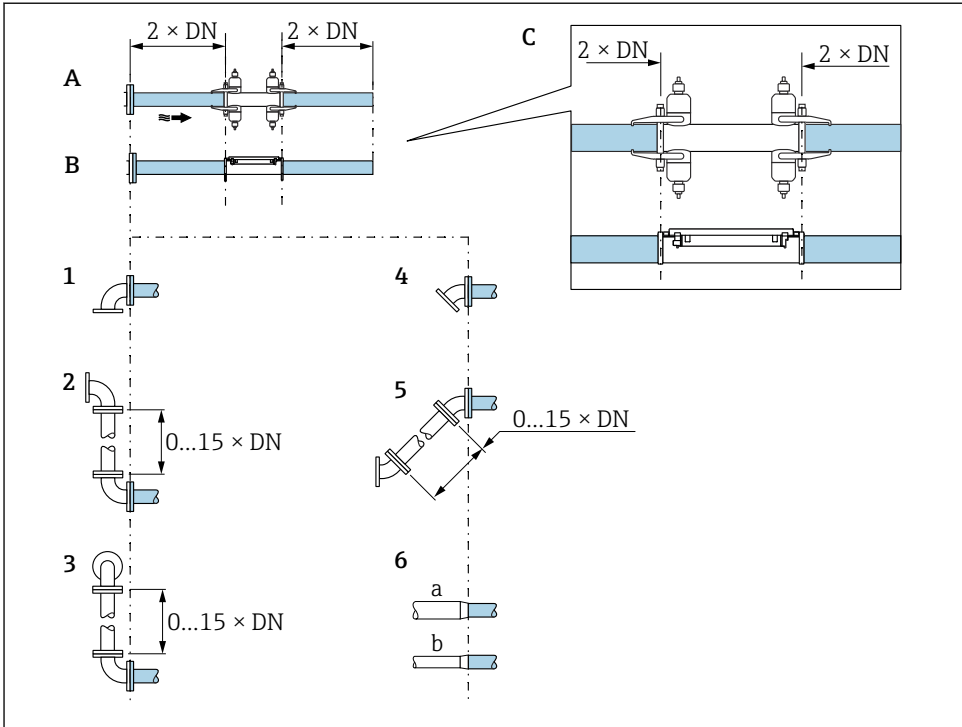 2 × DN
2 × DN
A
B
C
2 × DN
2 × DN
1
4
2
0...15 × DN
5
0...15 × DN
3
0...15 × DN
6
a
b